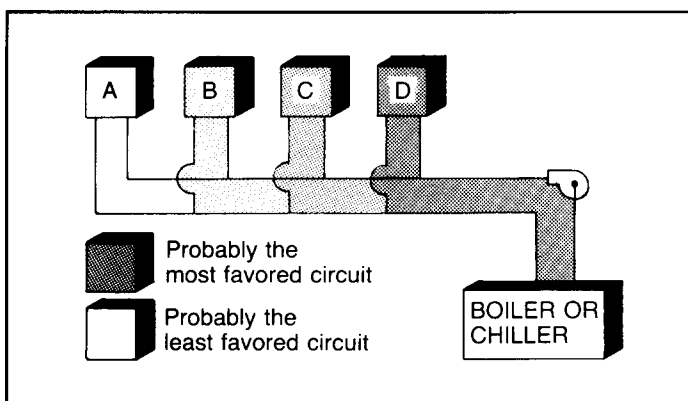 A B C D
Probably the
most favored circuit
Probably the
least favored circuit
BOILER OR
CHILLER